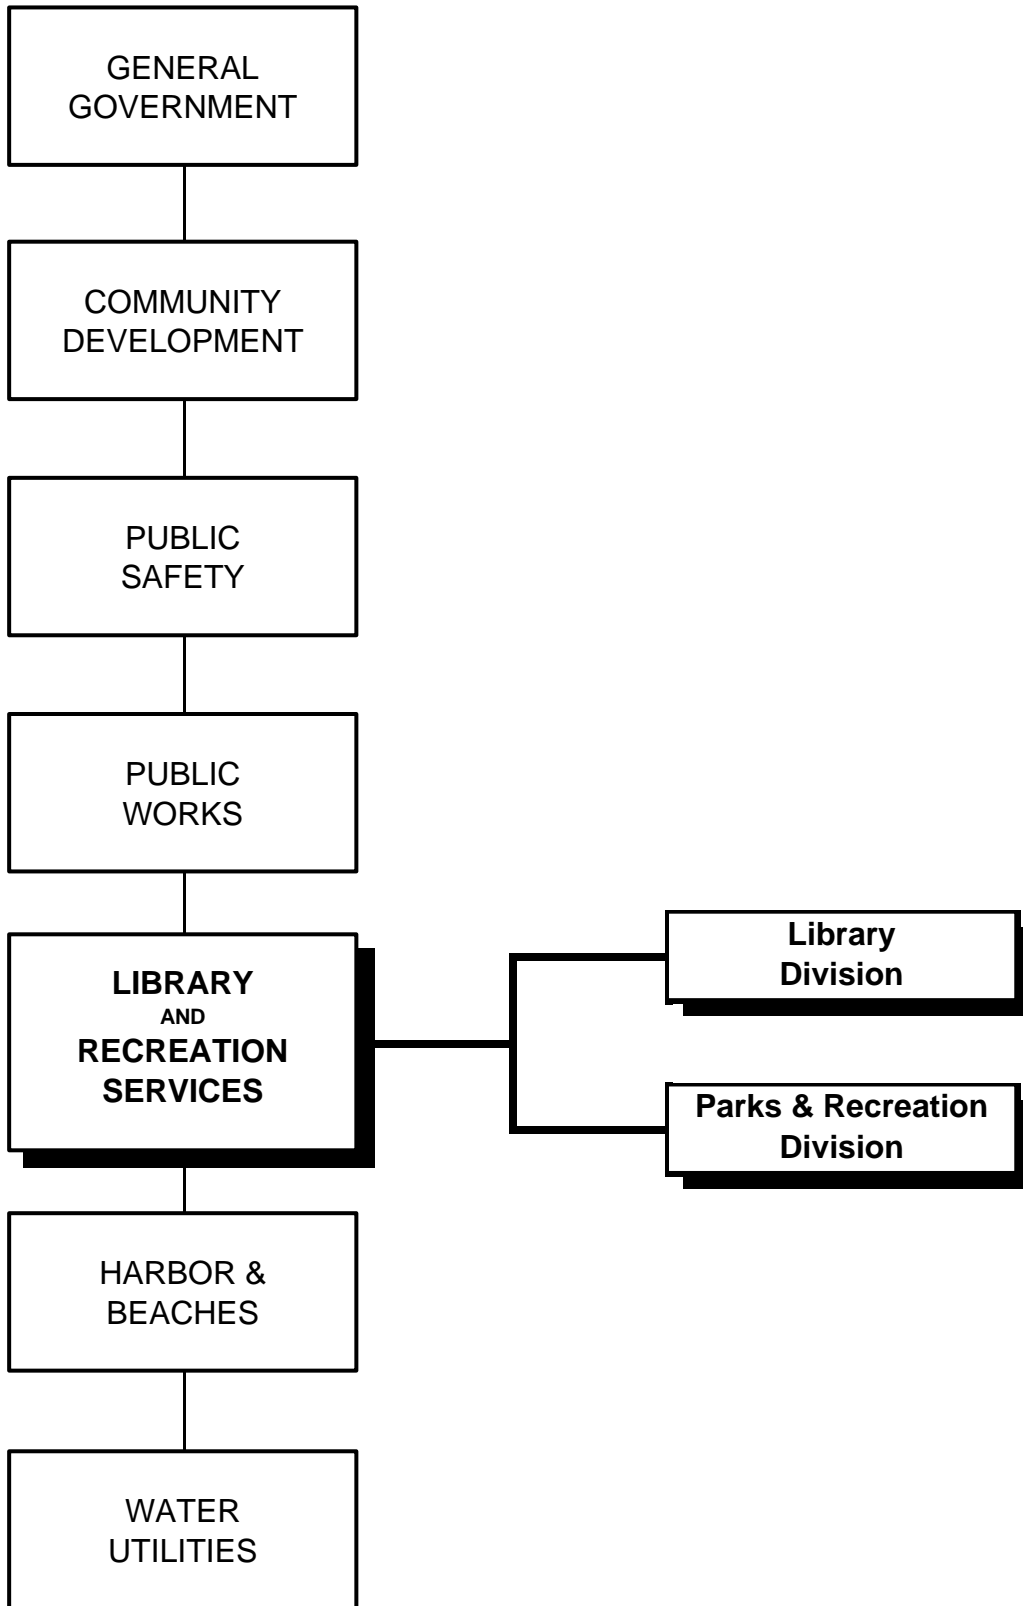 GENERAL
GOVERNMENT
COMMUNITY
DEVELOPMENT
PUBLIC
SAFETY
PUBLIC
WORKS
LIBRARY
AND
RECREATION
SERVICES
Library
Division
Parks & Recreation
Division
HARBOR &
BEACHES
WATER
UTILITIES